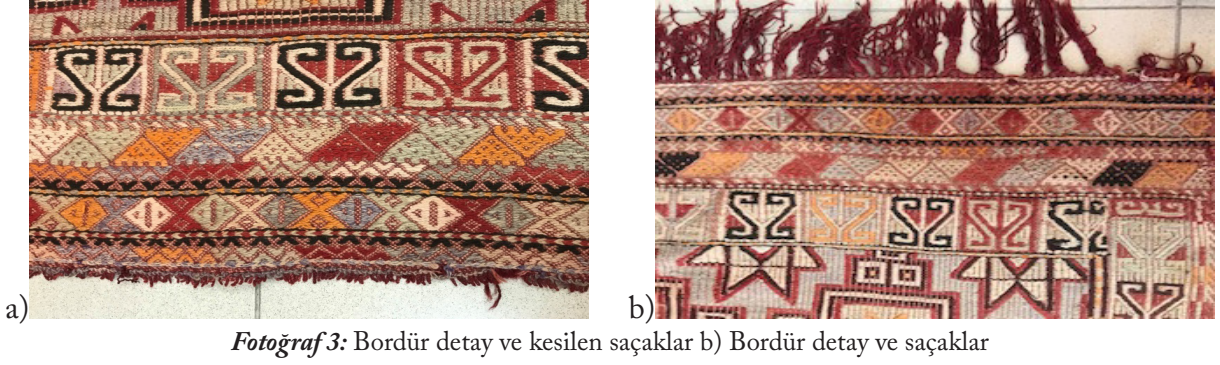 a)
b)
Fotoğraf 3: Bordür detay ve kesilen saçaklar b) Bordür detay ve saçaklar